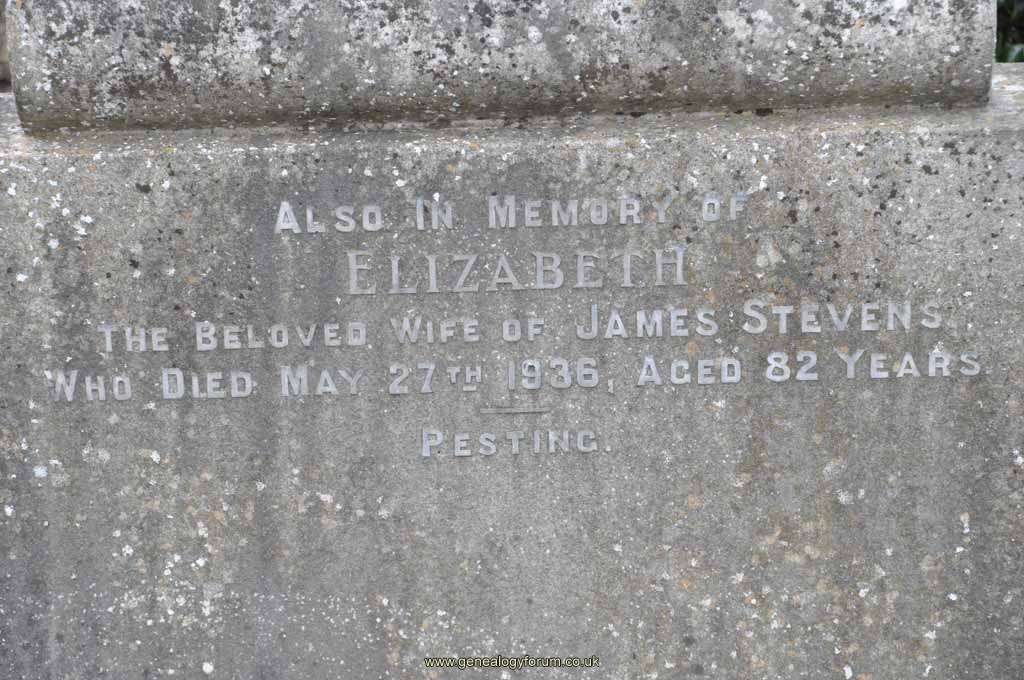 ALSO IN MEMORY OF
ELIZABETH
THE BELOVED WIFE OF JAMES STEVENS
WHO DIED MAY 27TH 1936, AGED 82 YEARS.
PESTING.
www.genealogyforum.co.uk